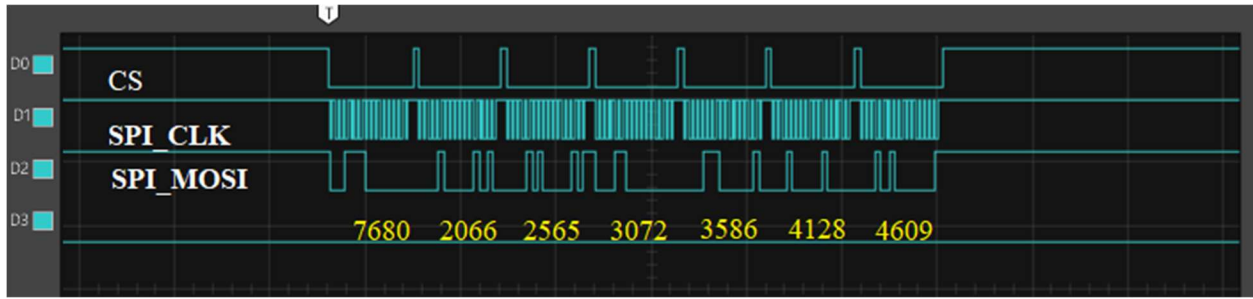 T
D0
CS
D1
SPI_CLK
D2
SPI_MOSI
D3
7680 2066 2565 3072 3586 4128 4609